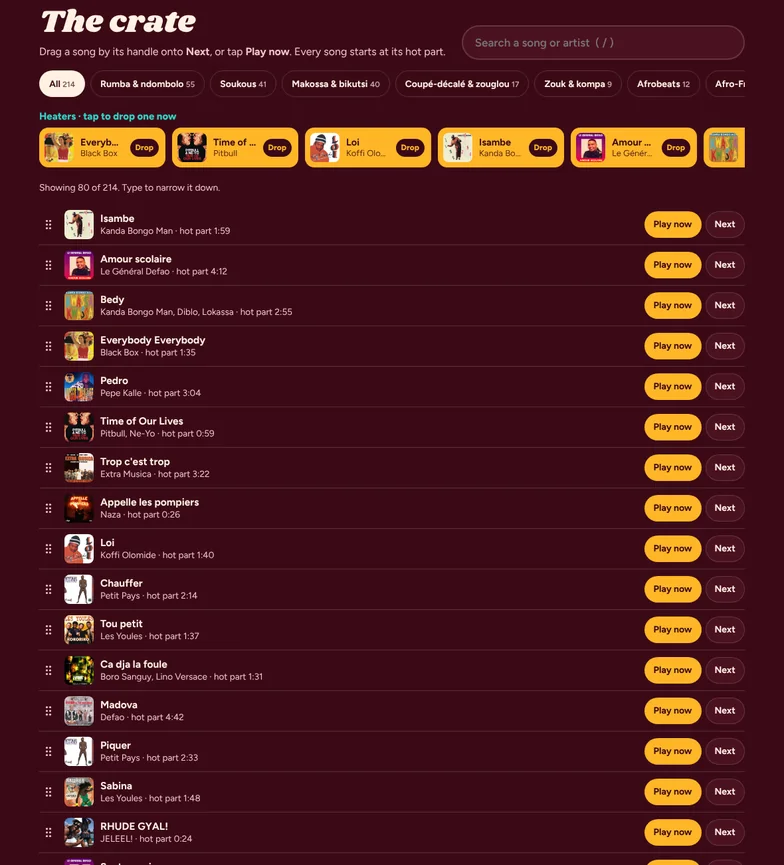 The crate
Drag a song by its handle onto Next, or tap Play now. Every song starts at its hot part.
Search a song or artist ( / )
All 214
Rumba & ndombolo 55
Soukous 41
Makossa & bikutsi 40
Coupé-décalé & zouglou 17
Zouk & kompa 9
Afrobeats 12
Heaters · tap to drop one now
Everyb...
Black Box
Drop
Time of ...
Pitbull
Drop
Loi
Koffi Olo...
Drop
Isambe
Kanda Bo...
Drop
Amour ...
Le Génér...
Drop
Showing 80 of 214. Type to narrow it down.
Isambe
Kanda Bongo Man · hot part 1:59
Play now Next
Amour scolaire
Le Général Defao · hot part 4:12
Play now Next
Bedy
Kanda Bongo Man, Diblo, Lokassa · hot part 2:55
Play now Next
Everybody Everybody
Black Box · hot part 1:35
Play now Next
Pedro
Pepe Kalle · hot part 3:04
Play now Next
Time of Our Lives
Pitbull, Ne-Yo · hot part 0:59
Play now Next
Trop c'est trop
Extra Musica · hot part 3:22
Play now Next
Appelle les pompiers
Naza · hot part 0:26
Play now Next
Loi
Koffi Olomide · hot part 1:40
Play now Next
Chauffer
Petit Pays · hot part 2:14
Play now Next
Tou petit
Les Youles · hot part 1:37
Play now Next
Ca dja la foule
Boro Sanguy, Lino Versace · hot part 1:31
Play now Next
Madova
Defao · hot part 4:42
Play now Next
Piquer
Petit Pays · hot part 2:33
Play now Next
Sabina
Les Youles · hot part 1:48
Play now Next
RHUDE GYAL!
JELEEL! · hot part 0:24
Play now Next